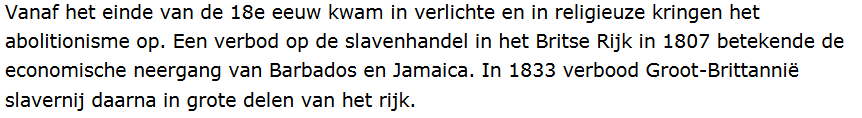 Vanaf het einde van de 18e eeuw kwam in verlichte en in religieuze kringen het
abolitionisme op. Een verbod op de slavenhandel in het Britse Rijk in 1807 betekende de
economische neergang van Barbados en Jamaica. In 1833 verbood Groot-Brittannië
slavernij daarna in grote delen van het rijk.